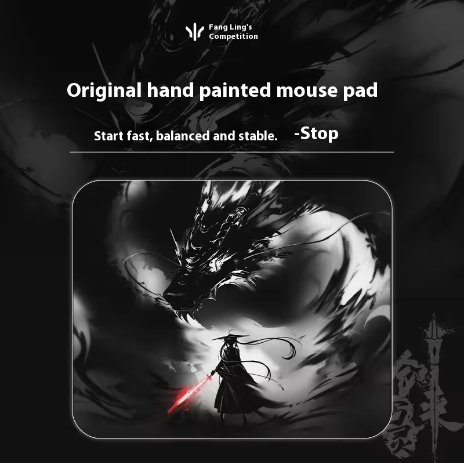 Fang Ling's
Competition
Original hand painted mouse pad
Start fast, balanced and stable. -Stop